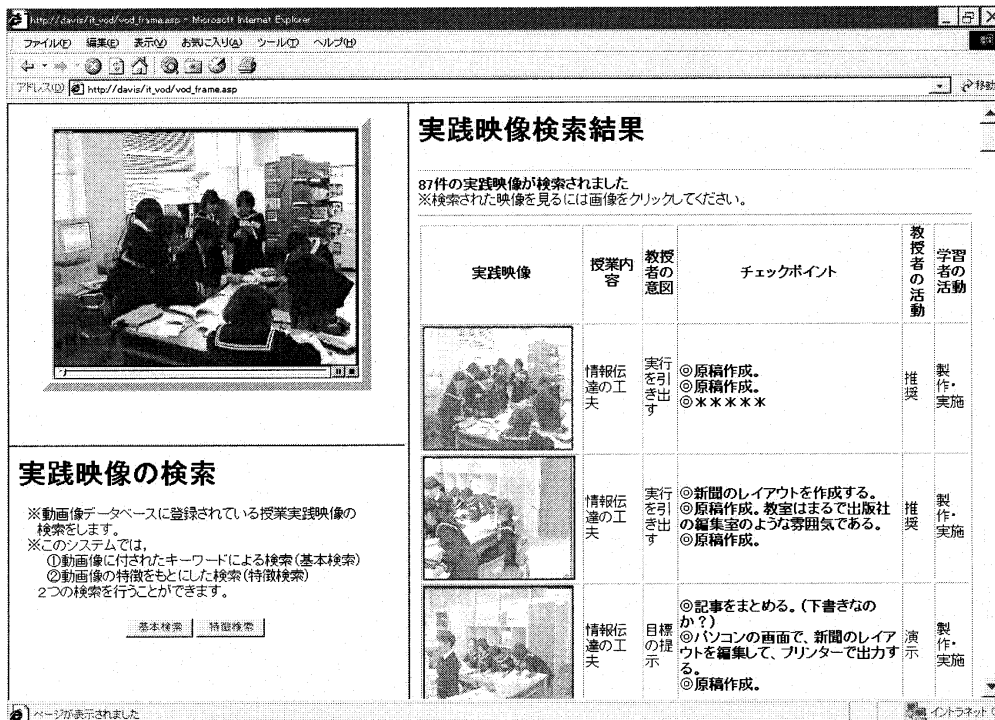 http://davis/it_vod/vod_frame.asp - Microsoft Internet Explorer
ファイル(F) 編集(E) 表示(V) お気に入り(A) ツール(T) ヘルプ(H)
アドレス(D) http://davis/it_vod/vod_frame.asp 移動
実践映像の検索
※動画像データベースに登録されている授業実践映像の
検索をします。
※このシステムでは,
①動画像に付されたキーワードによる検索(基本検索)
②動画像の特徴をもとにした検索(特徴検索)
2つの検索を行うことができます。
基本検索 特徴検索
実践映像検索結果
87件の実践映像が検索されました
※検索された映像を見るには画像をクリックしてください。
実践映像
授業内
容
教授
者の
意図
チェックポイント
教
授
者
の
活
動
学習
者の
活動
情報伝
達の工
夫
実行
を引
き出
す
◎原稿作成。
◎原稿作成。
◎*****
推
奨
製
作・
実施
情報伝
達の工
夫
実行
を引
き出
す
◎新聞のレイアウトを作成する。
◎原稿作成。教室はまるで出版社
の編集室のような雰囲気である。
◎原稿作成。
推
奨
製
作・
実施
情報伝
達の工
夫
目標
の提
示
◎記事をまとめる。(下書きなの
か?)
◎パソコンの画面で、新聞のレイア
ウトを編集して、プリンターで出力す
る。
◎原稿作成。
演
示
製
作・
実施
ページが表示されました
イントラネット